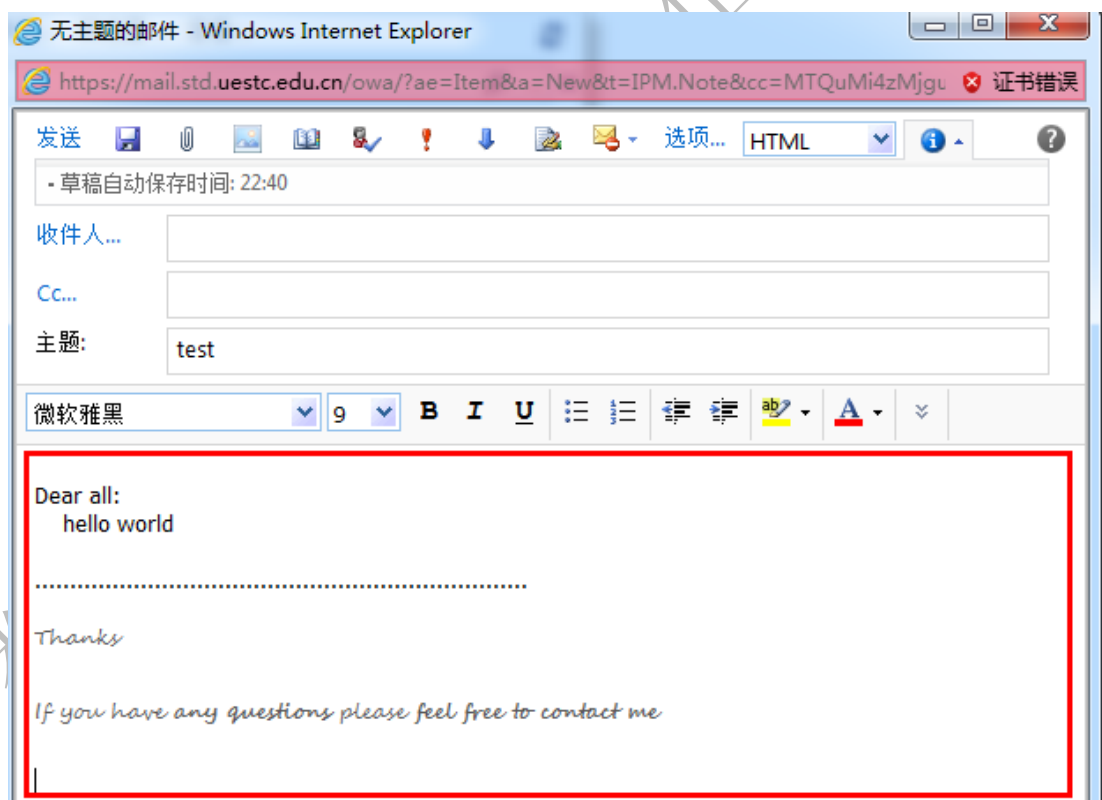 无主题的邮件 - Windows Internet Explorer
https://mail.std.uestc.edu.cn/owa/?ae=Item&a=New&t=IPM.Note&cc=MTQuMi4zMjgu 证书错误
发送 选项... HTML
- 草稿自动保存时间: 22:40
收件人...
Cc...
主题: test
微软雅黑 9 B I U ab A
Dear all:
hello world
......................................................................
Thanks
If you have any questions please feel free to contact me